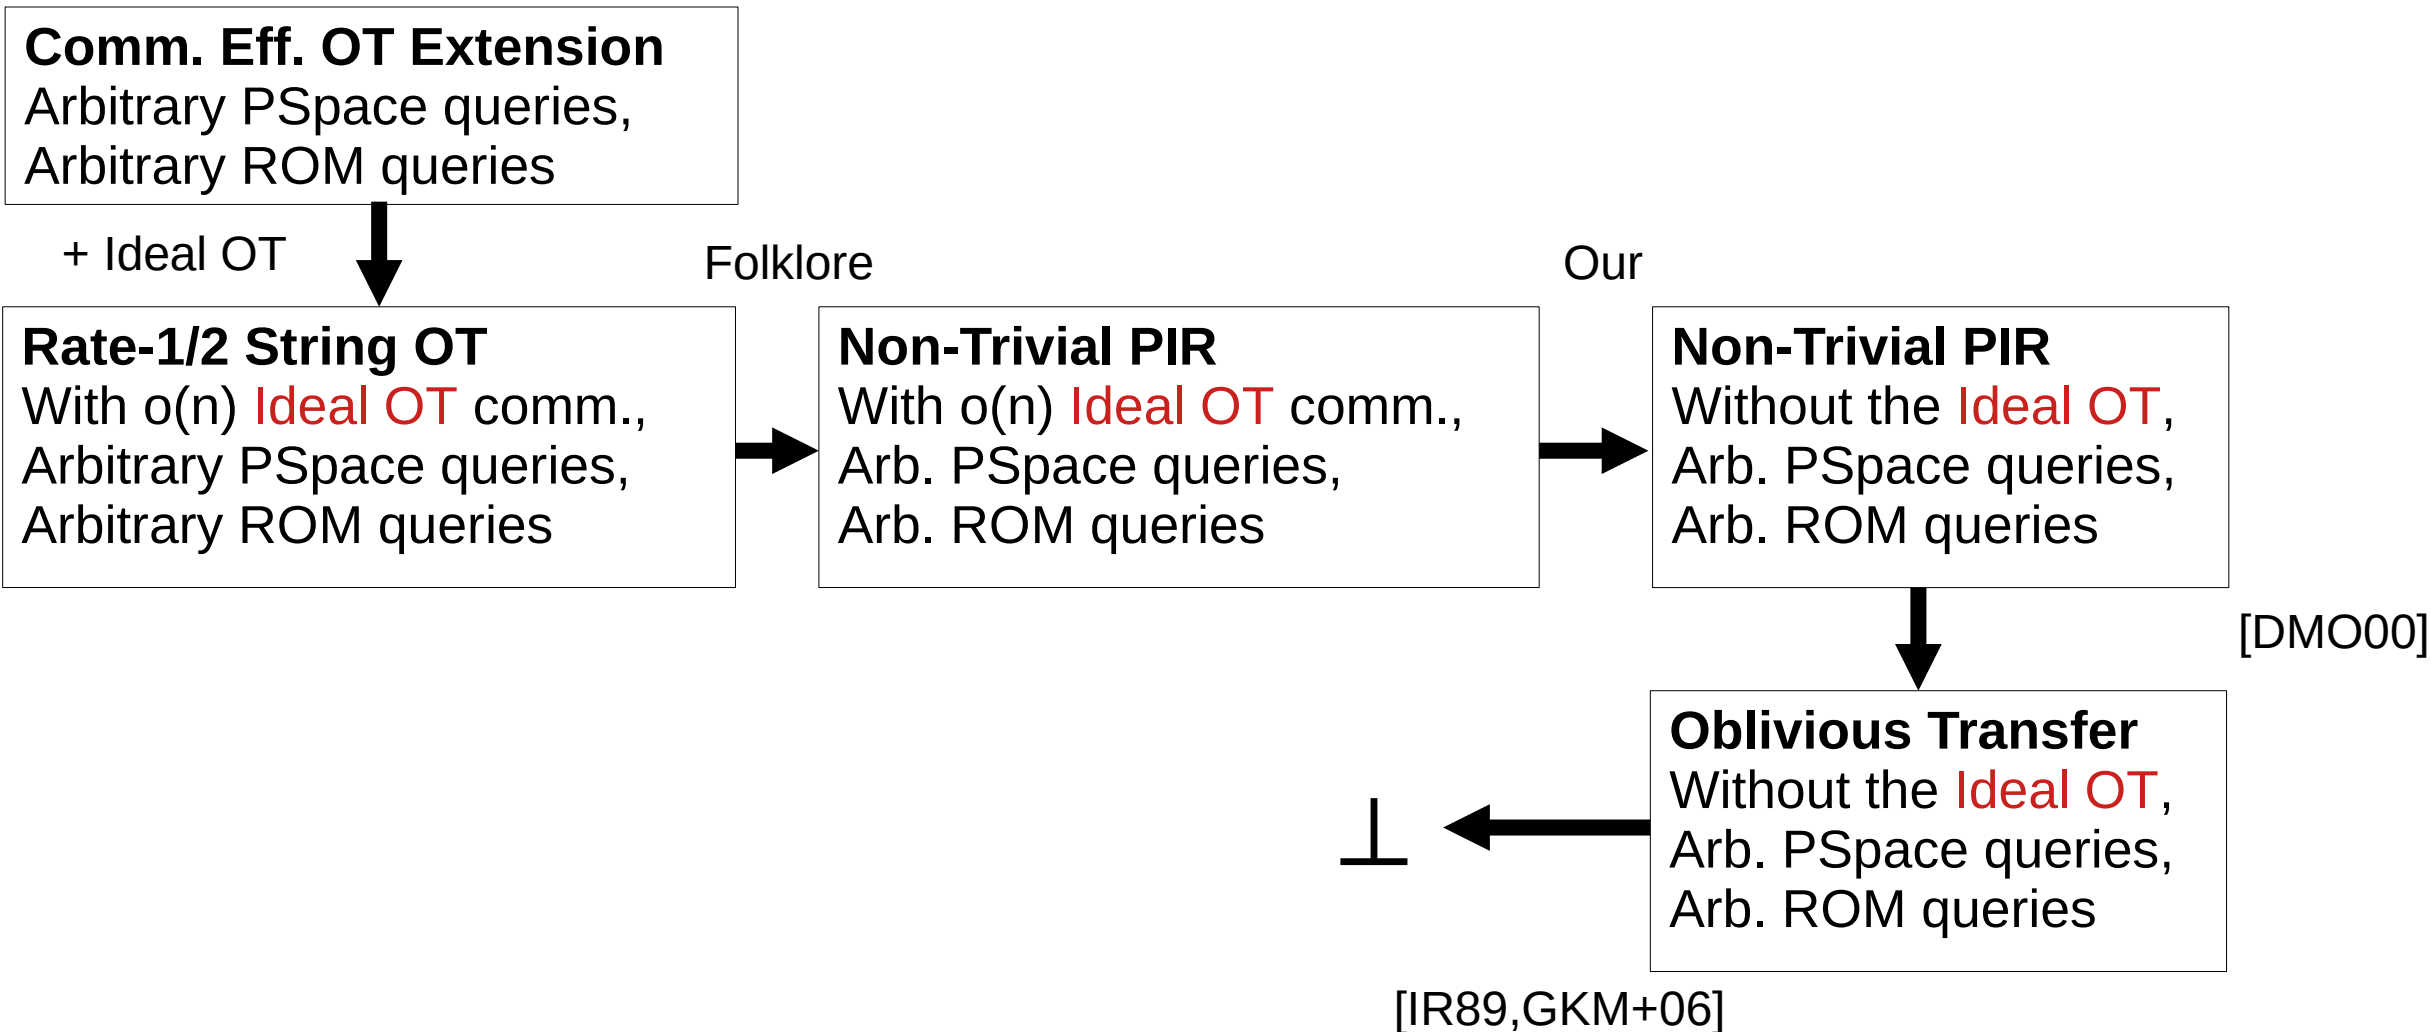 Comm. Eff. OT Extension
Arbitrary PSpace queries,
Arbitrary ROM queries
+ Ideal OT
Folklore
Our
Rate-1/2 String OT
With o(n) Ideal OT comm.,
Arbitrary PSpace queries,
Arbitrary ROM queries
Non-Trivial PIR
With o(n) Ideal OT comm.,
Arb. PSpace queries,
Arb. ROM queries
Non-Trivial PIR
Without the Ideal OT,
Arb. PSpace queries,
Arb. ROM queries
[DMO00]
Oblivious Transfer
Without the Ideal OT,
Arb. PSpace queries,
Arb. ROM queries
⊥
[IR89,GKM+06]